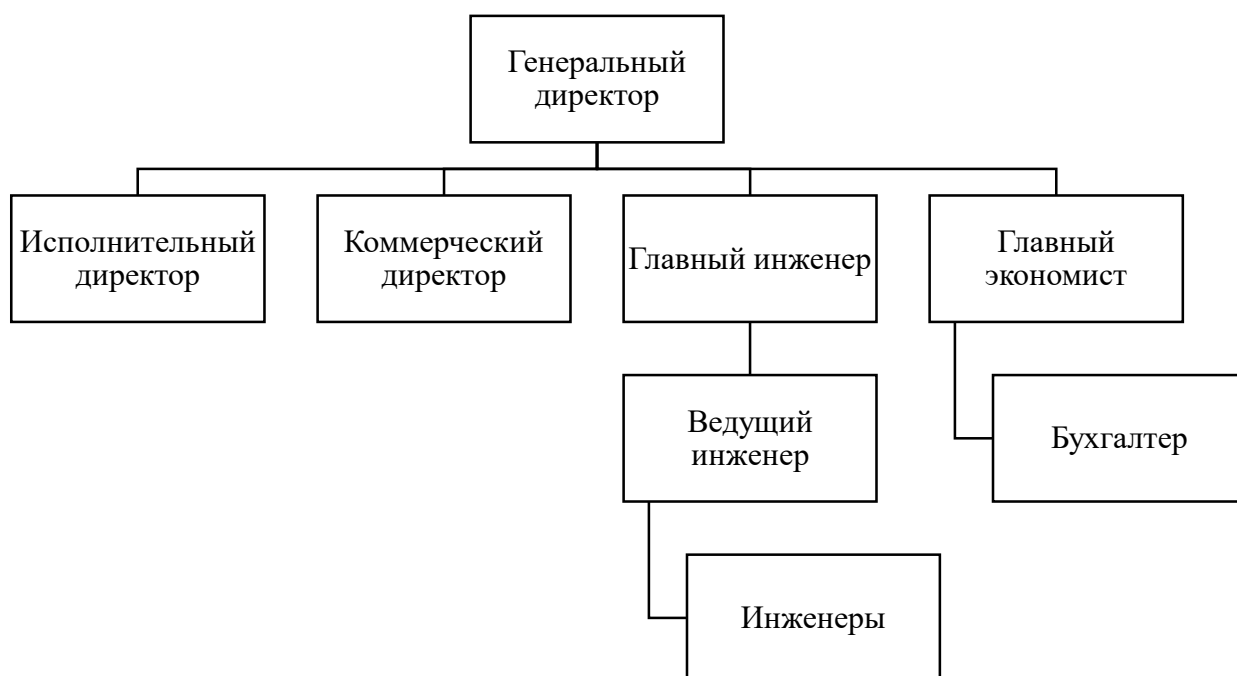 Генеральный
директор
Исполнительный
директор
Коммерческий
директор
Главный инженер
Главный
экономист
Ведущий
инженер
Бухгалтер
Инженеры